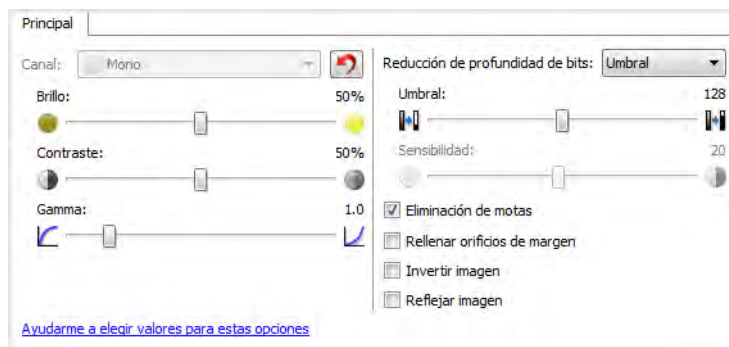 Principal
Canal: Mono
Brillo: 50%
Contraste: 50%
Gamma: 1.0
Reducción de profundidad de bits: Umbral
Umbral: 128
Sensibilidad: 20
Eliminación de motas
Rellenar orificios de margen
Invertir imagen
Reflejar imagen
Ayudarme a elegir valores para estas opciones